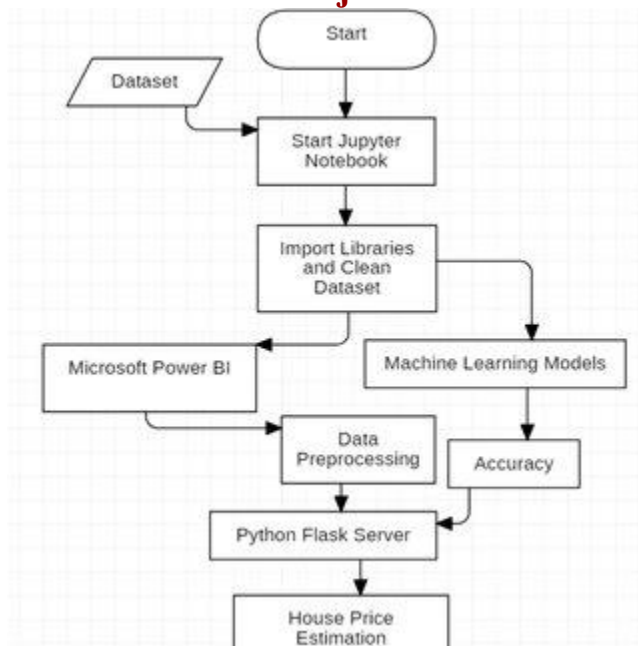 Start
Dataset
Start Jupyter
Notebook
Import Libraries
and Clean
Dataset
Microsoft Power BI
Machine Learning Models
Data
Preprocessing
Accuracy
Python Flask Server
House Price
Estimation